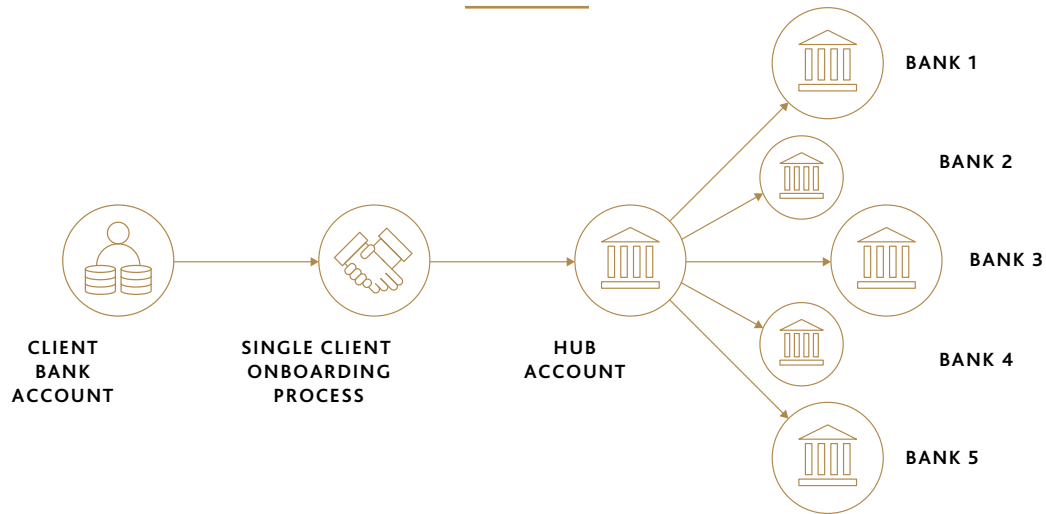 BANK 1
BANK 2
BANK 3
CLIENT
BANK
ACCOUNT
SINGLE CLIENT
ONBOARDING
PROCESS
HUB
ACCOUNT
BANK 4
BANK 5